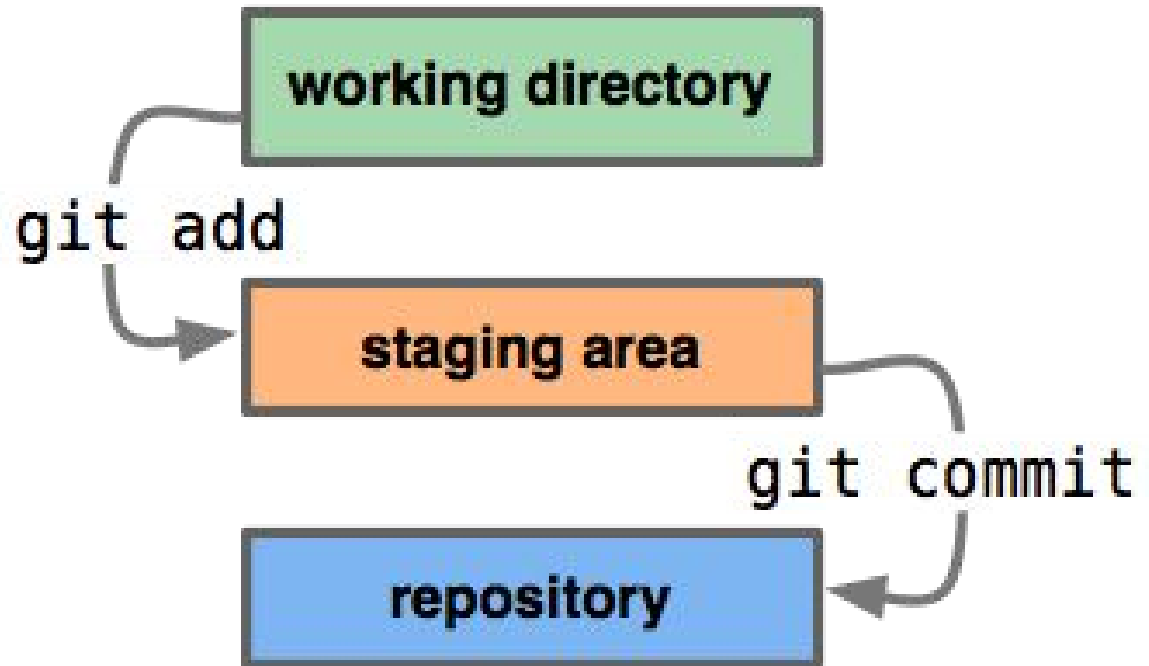 working directory
git add
staging area
git commit
repository